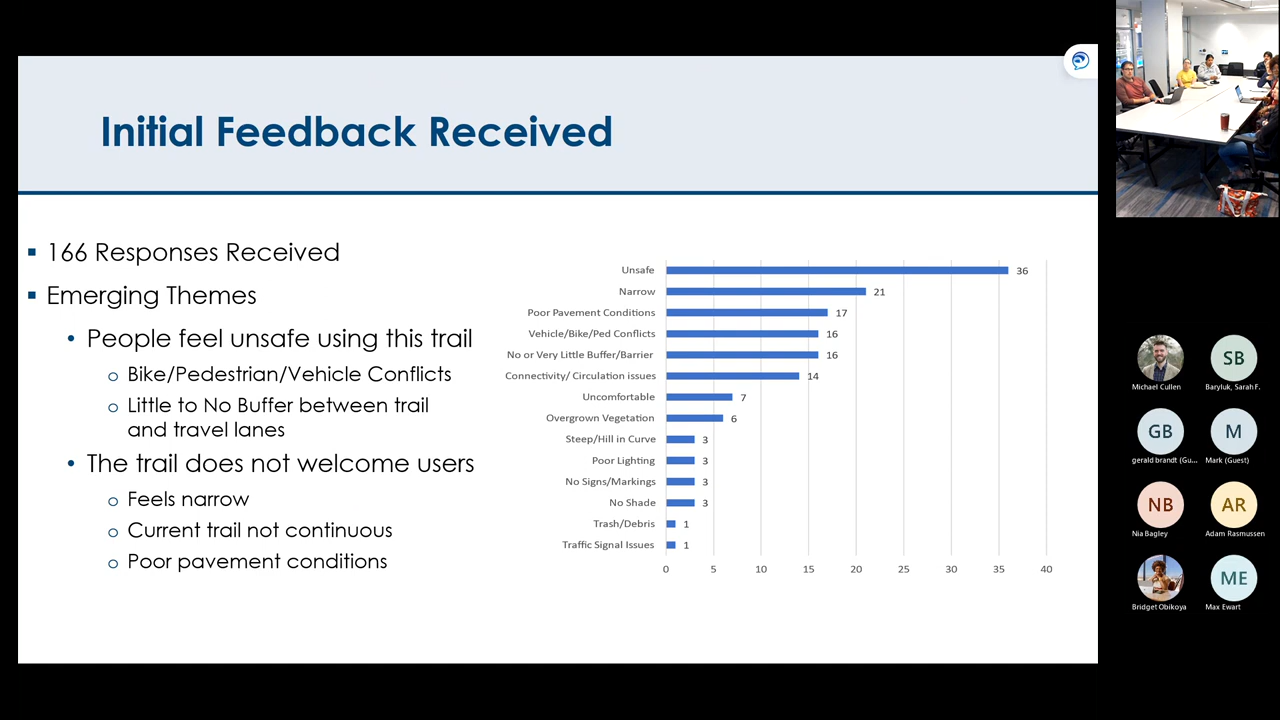 Initial Feedback Received
▪ 166 Responses Received
▪ Emerging Themes
• People feel unsafe using this trail
o Bike/Pedestrian/Vehicle Conflicts
o Little to No Buffer between trail
and travel lanes
• The trail does not welcome users
o Feels narrow
o Current trail not continuous
o Poor pavement conditions
Unsafe 36
Narrow 21
Poor Pavement Conditions 17
Vehicle/Bike/Ped Conflicts 16
No or Very Little Buffer/Barrier 16
Connectivity/ Circulation issues 14
Uncomfortable 7
Overgrown Vegetation 6
Steep/Hill in Curve 3
Poor Lighting 3
No Signs/Markings 3
No Shade 3
Trash/Debris 1
Traffic Signal Issues 1
0 5 10 15 20 25 30 35 40
SB
Michael Cullen Baryluk, Sarah F.
GB M
gerald brandt (Gu... Mark (Guest)
NB AR
Nia Bagley Adam Rasmussen
ME
Bridget Obikoya Max Ewart